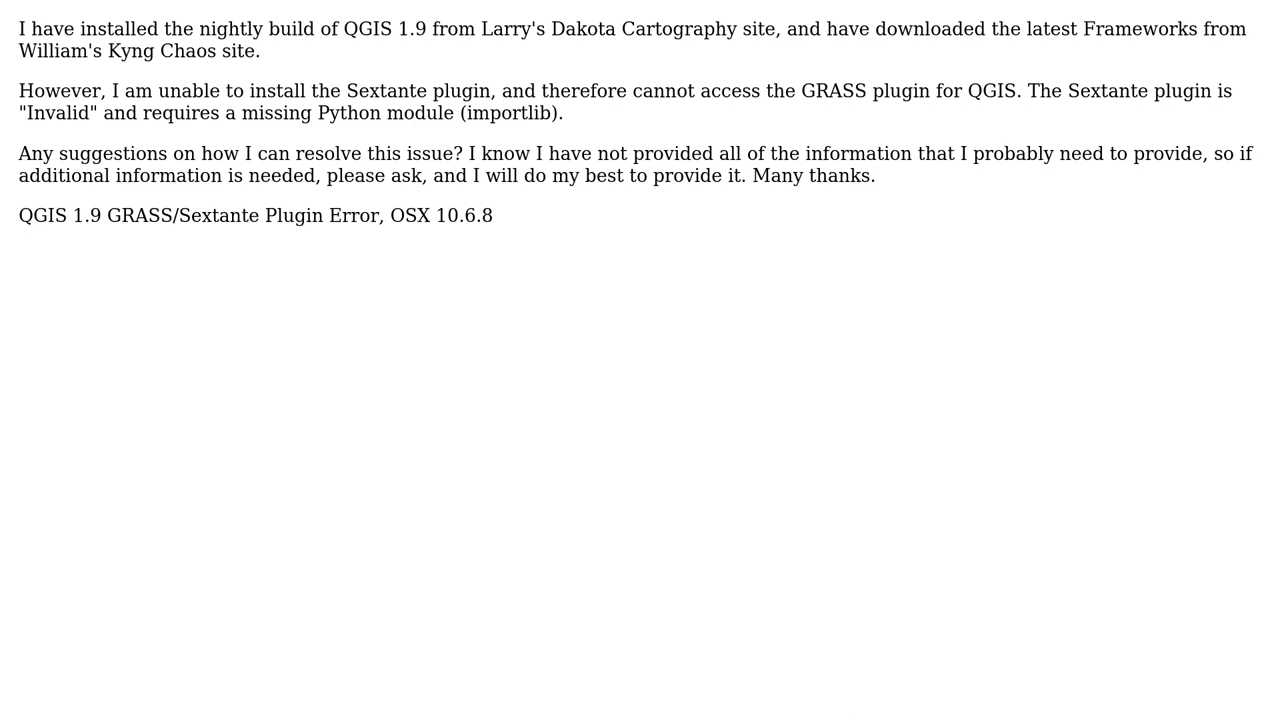 I have installed the nightly build of QGIS 1.9 from Larry's Dakota Cartography site, and have downloaded the latest Frameworks from
William's Kyng Chaos site.
However, I am unable to install the Sextante plugin, and therefore cannot access the GRASS plugin for QGIS. The Sextante plugin is
"Invalid" and requires a missing Python module (importlib).
Any suggestions on how I can resolve this issue? I know I have not provided all of the information that I probably need to provide, so if
additional information is needed, please ask, and I will do my best to provide it. Many thanks.
QGIS 1.9 GRASS/Sextante Plugin Error, OSX 10.6.8